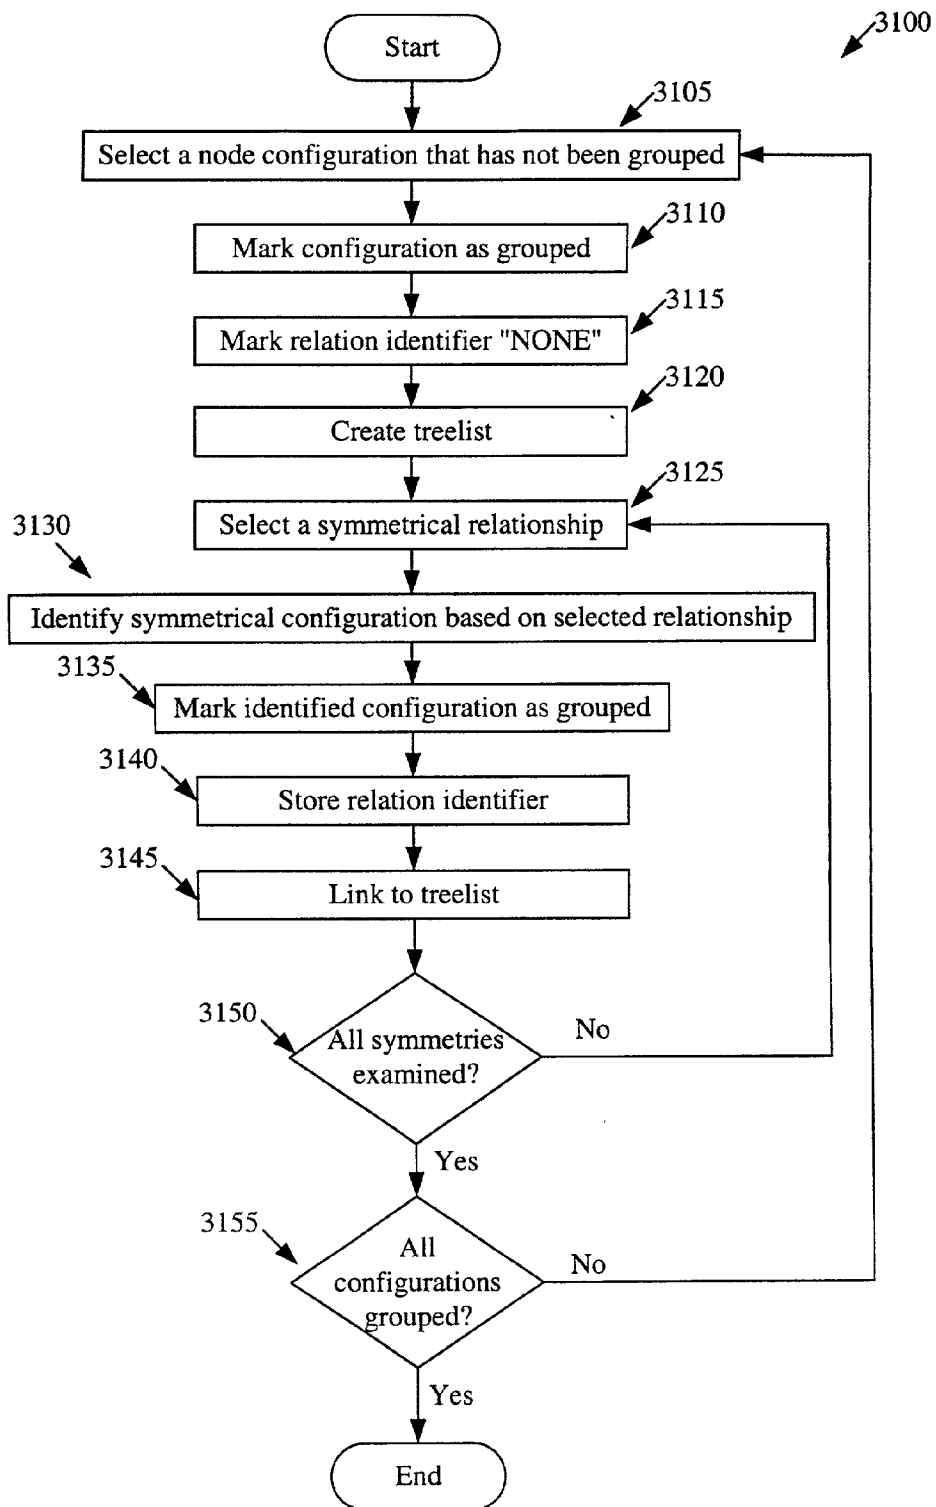 3100
Start
3105
Select a node configuration that has not been grouped
3110
Mark configuration as grouped
3115
Mark relation identifier "NONE"
3120
Create treelist
3125
Select a symmetrical relationship
3130
Identify symmetrical configuration based on selected relationship
3135
Mark identified configuration as grouped
3140
Store relation identifier
3145
Link to treelist
3150
All symmetries
examined?
No
Yes
3155
All
configurations
grouped?
No
Yes
End